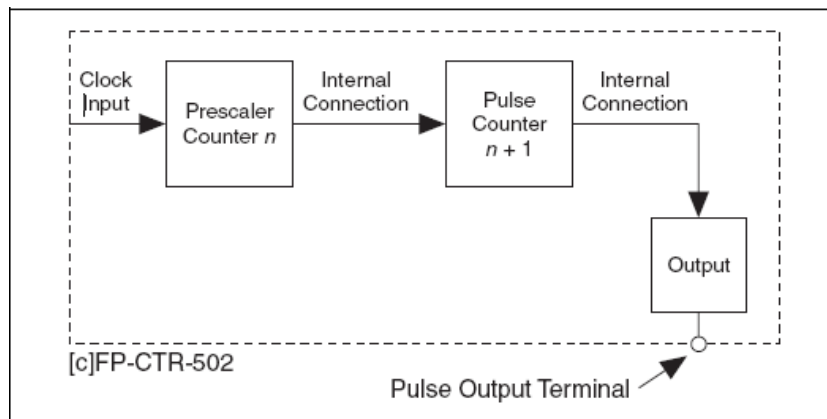 Clock
Input
Prescaler
Counter n
Internal
Connection
Pulse
Counter
n + 1
Internal
Connection
Output
[c]FP-CTR-502
Pulse Output Terminal